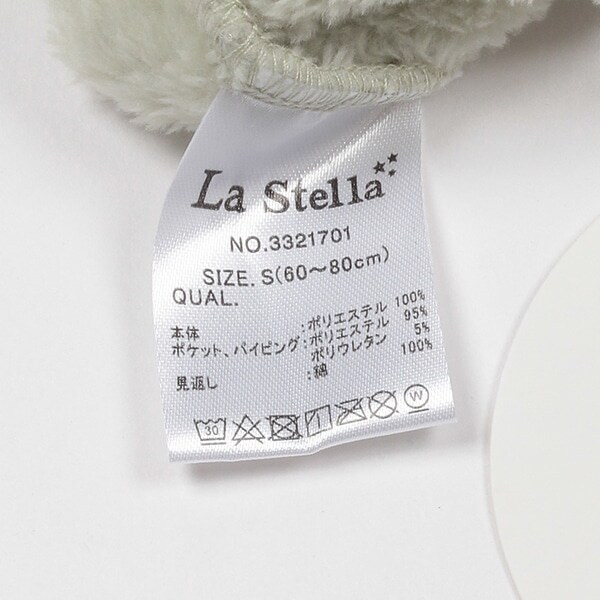 La Stella
NO.3321701
SIZE. S(60～80cm)
QUAL.
本体 :ポリエステル 100%
ポケット、パイピング:ポリエステル 95%
ポリウレタン 5%
見返し :綿 100%
30
W